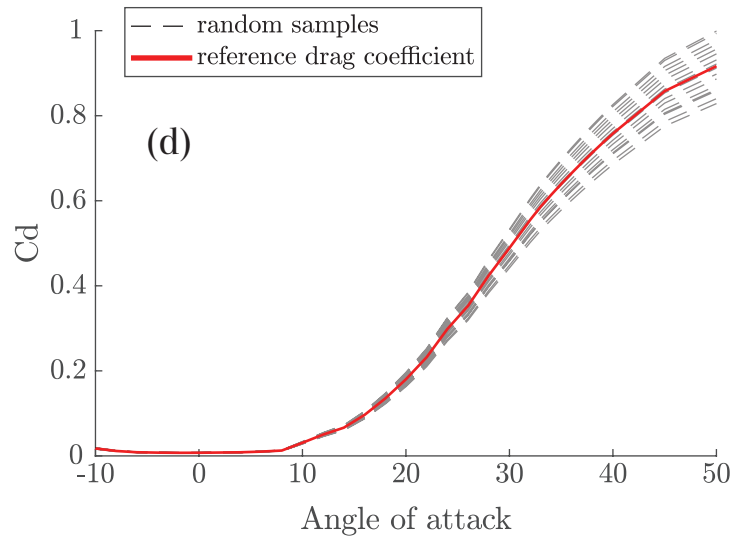 random samples
reference drag coefficient
(d)
Cd
1
0.8
0.6
0.4
0.2
0
-10 0 10 20 30 40 50
Angle of attack